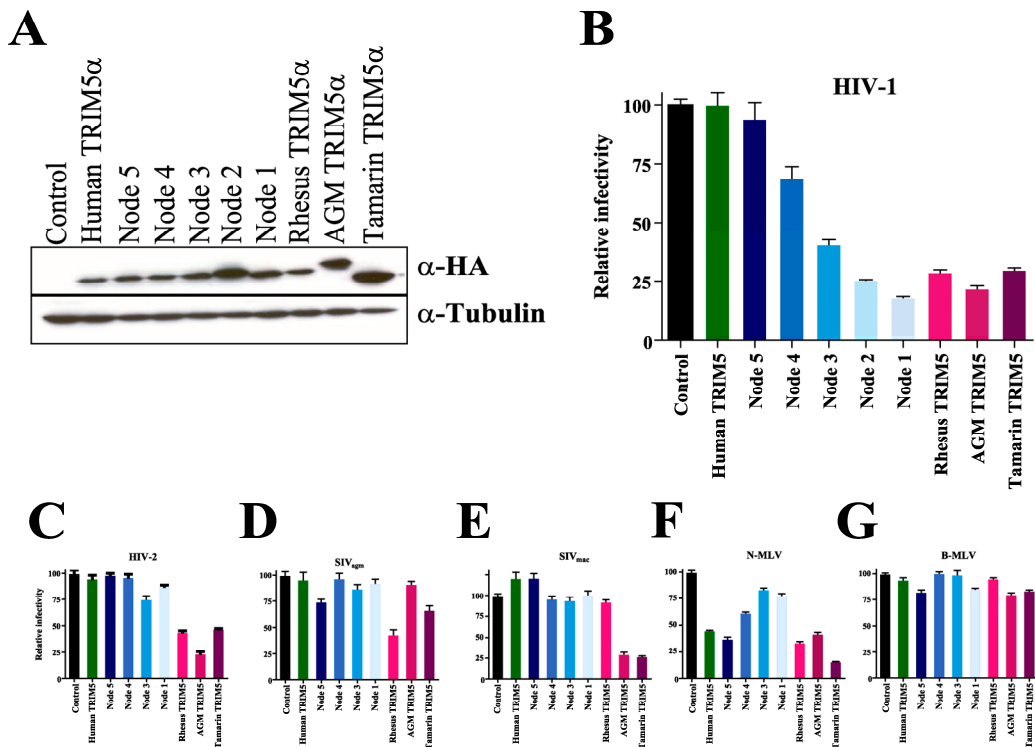 A
Control
Human TRIM5α
Node 5
Node 4
Node 3
Node 2
Node 1
Rhesus TRIM5α
AGM TRIM5α
Tamarin TRIM5α
α-HA
α-Tubulin
B
HIV-1
Relative infectivity
100
75
50
25
0
Control
Human TRIM5
Node 5
Node 4
Node 3
Node 2
Node 1
Rhesus TRIM5
AGM TRIM5
Tamarin TRIM5
C
HIV-2
Relative infectivity
100
75
50
25
0
Control
Human TRIM5
Node 5
Node 4
Node 3
Node 1
Rhesus TRIM5
AGM TRIM5
Tamarin TRIM5
D
SIVagm
100
75
50
25
0
Control
Human TRIM5
Node 5
Node 4
Node 3
Node 1
Rhesus TRIM5
AGM TRIM5
Tamarin TRIM5
E
SIVmac
100
75
50
25
0
Control
Human TRIM5
Node 5
Node 4
Node 3
Node 1
Rhesus TRIM5
AGM TRIM5
Tamarin TRIM5
F
N-MLV
100
75
50
25
0
Control
Human TRIM5
Node 5
Node 4
Node 3
Node 1
Rhesus TRIM5
AGM TRIM5
Tamarin TRIM5
G
B-MLV
100
75
50
25
0
Control
Human TRIM5
Node 5
Node 4
Node 3
Node 1
Rhesus TRIM5
AGM TRIM5
Tamarin TRIM5